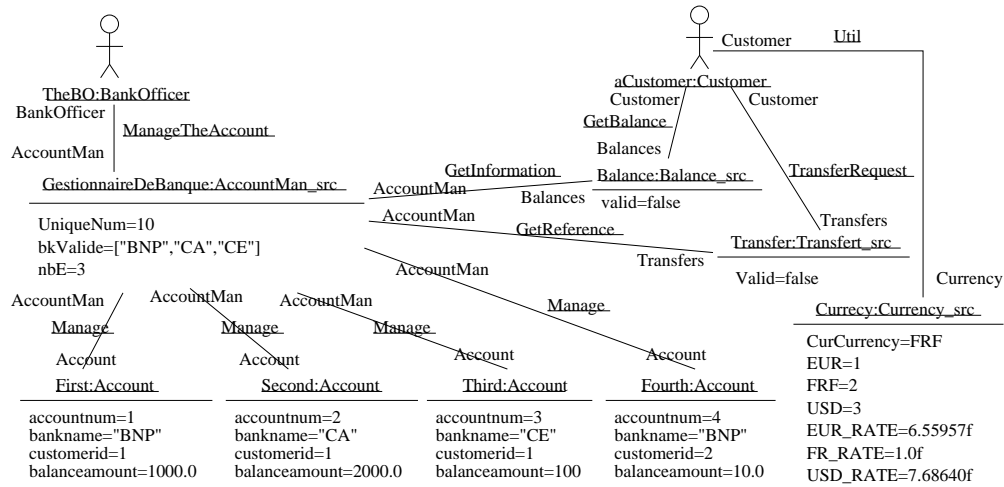 Customer
Util
TheBO:BankOfficer
aCustomer:Customer
BankOfficer
Customer
Customer
GetBalance
ManageTheAccount
AccountMan
Balances
GetInformation
TransferRequest
GestionnaireDeBanque:AccountMan_src
AccountMan
Balance:Balance_src
Balances
valid=false
AccountMan
UniqueNum=10
bkValide=["BNP","CA","CE"]
nbE=3
GetReference
Transfers
Transfer:Transfert_src
Transfers
AccountMan
Valid=false
Currency
AccountMan
AccountMan
AccountMan
Manage
Currecy:Currency_src
Manage
Manage
Manage
Account
Account
Account
Account
CurCurrency=FRF
EUR=1
FRF=2
USD=3
EUR_RATE=6.55957f
FR_RATE=1.0f
USD_RATE=7.68640f
First:Account
accountnum=1
bankname="BNP"
customerid=1
balanceamount=1000.0
Second:Account
accountnum=2
bankname="CA"
customerid=1
balanceamount=2000.0
Third:Account
accountnum=3
bankname="CE"
customerid=1
balanceamount=100
Fourth:Account
accountnum=4
bankname="BNP"
customerid=2
balanceamount=10.0